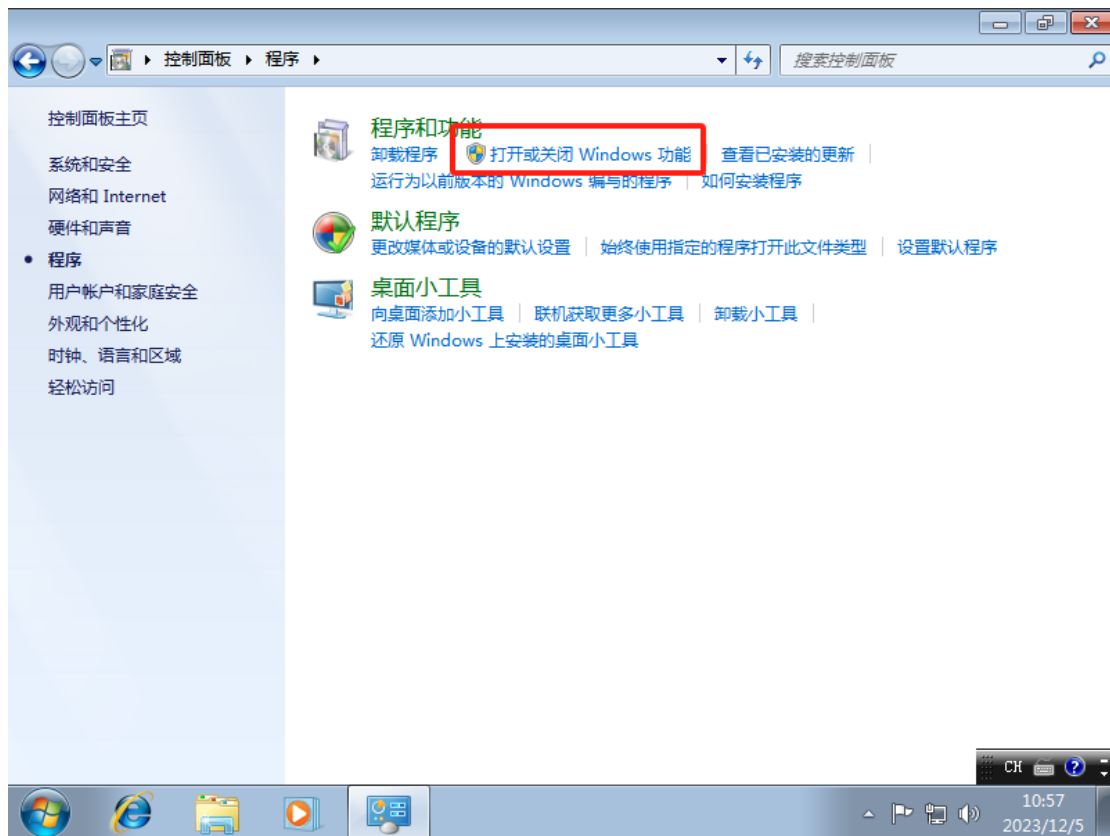 控制面板 程序
搜索控制面板
控制面板主页
系统和安全
网络和 Internet
硬件和声音
程序
用户帐户和家庭安全
外观和个性化
时钟、语言和区域
轻松访问
程序和功能
卸载程序 打开或关闭 Windows 功能 查看已安装的更新
运行为以前版本的 Windows 编写的程序 如何安装程序
默认程序
更改媒体或设备的默认设置 始终使用指定的程序打开此文件类型 设置默认程序
桌面小工具
向桌面添加小工具 联机获取更多小工具 卸载小工具
还原 Windows 上安装的桌面小工具
CH
10:57
2023/12/5